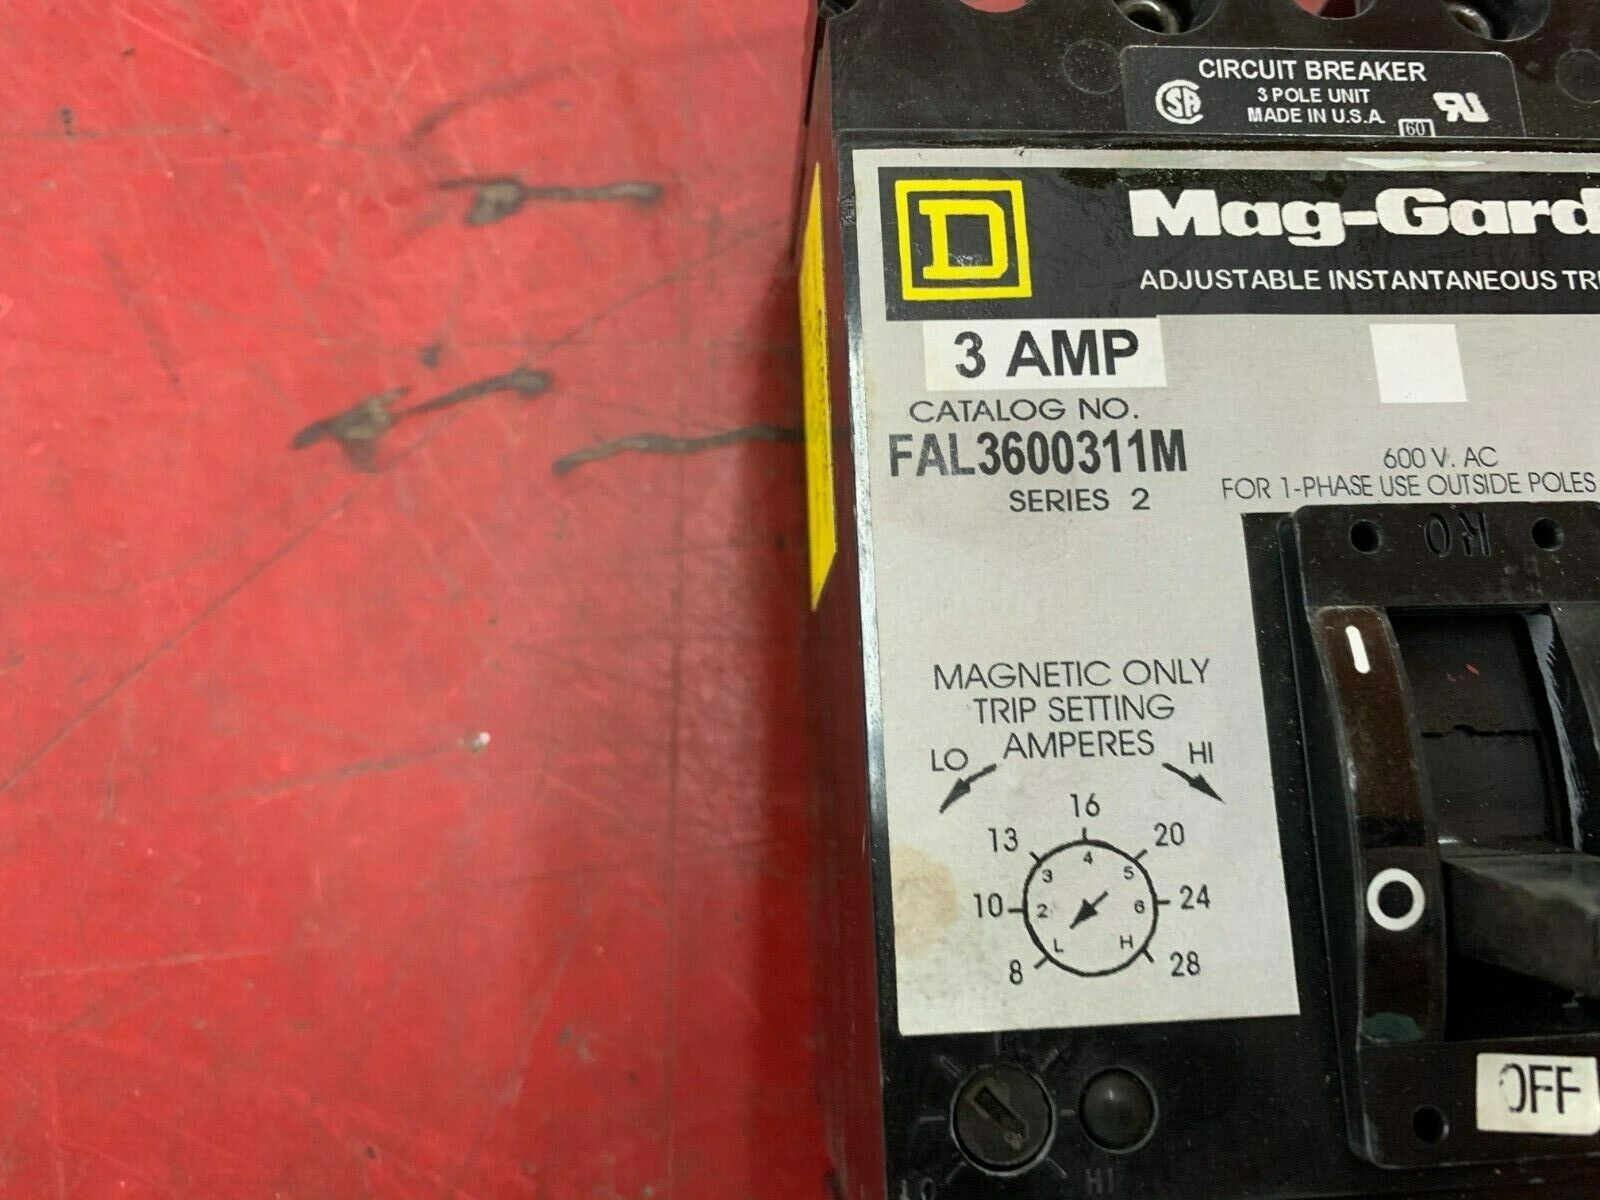 CIRCUIT BREAKER
3 POLE UNIT
MADE IN U.S.A.
60
D
Mag-Gard
ADJUSTABLE INSTANTANEOUS
3 AMP
CATALOG NO.
FAL3600311M
SERIES 2
600 V. AC
FOR 1-PHASE USE OUTSIDE POLES
ON
I
MAGNETIC ONLY
TRIP SETTING
AMPERES
LO HI
8 10 13 16 20 24 28
L 2 3 4 5 6 H
O
OFF
LO HI